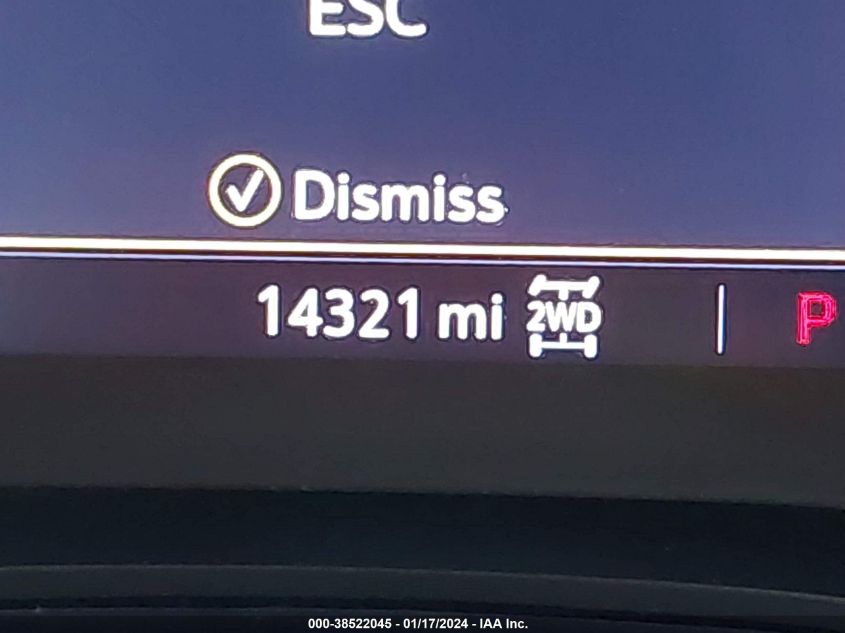 ESC
Dismiss
14321 mi 2WD P
000-38522045 - 01/17/2024 - IAA Inc.